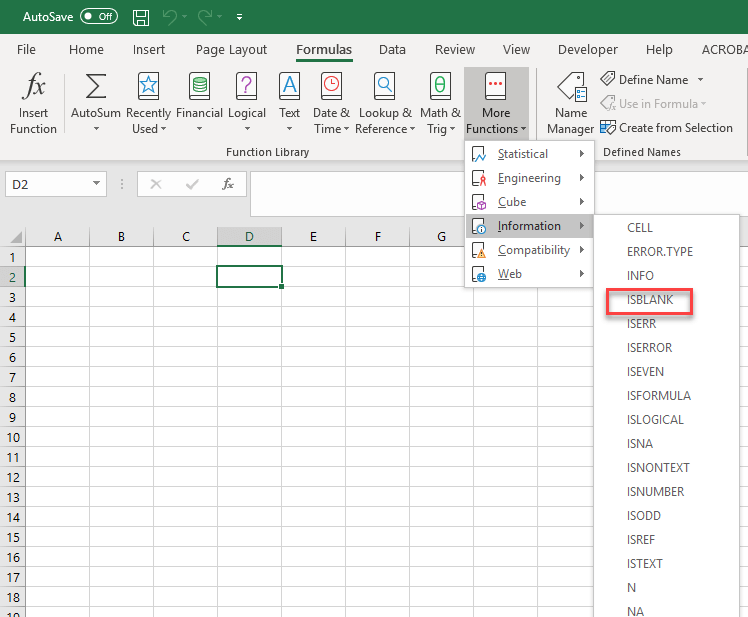 AutoSave Off
File Home Insert Page Layout Formulas Data Review View Developer Help ACROBA
fx Insert Function
AutoSum
Recently Used
Financial
Logical
Text
Date & Time
Lookup & Reference
Math & Trig
More Functions
Name Manager
Define Name
Use in Formula
Create from Selection
Function Library
Defined Names
D2
fx
Statistical
Engineering
Cube
Information
Compatibility
Web
CELL
ERROR.TYPE
INFO
ISBLANK
ISERR
ISERROR
ISEVEN
ISFORMULA
ISLOGICAL
ISNA
ISNONTEXT
ISNUMBER
ISODD
ISREF
ISTEXT
N
NA
A B C D E F G
1
2
3
4
5
6
7
8
9
10
11
12
13
14
15
16
17
18
19